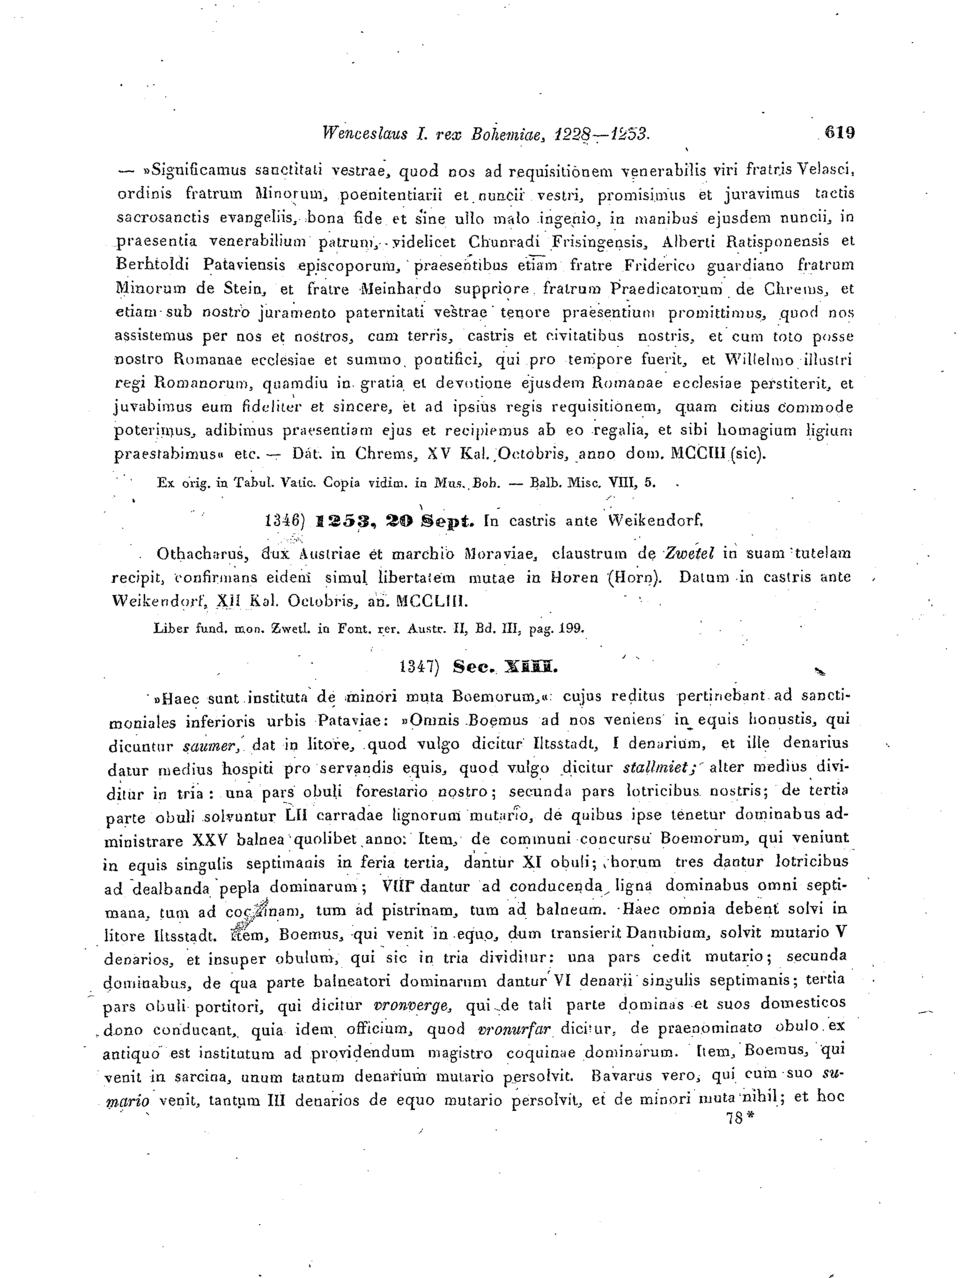 Wenceslaus I. rex Bohemiae, 1228—1253. 619
— »Significamus sanctitati vestrae, quod nos ad requisitionem venerabilis viri fratris Velasci,
ordinis fratrum Minorum, poenitentiarii et nuncii vestri, promisimus et juravimus tactis
sacrosanctis evangeliis, bona fide et sine ullo malo ingenio, in manibus ejusdem nuncii, in
praesentia venerabilium patrum, videlicet Chunradi Frisingensis, Alberti Ratisponensis et
Berhtoldi Pataviensis episcoporum, praesentibus etiam fratre Friderico guardiano fratrum
Minorum de Stein, et fratre Meinhardo suppriore fratrum Praedicatorum de Chrems, et
etiam sub nostro juramento paternitati vestrae tenore praesentium promittimus, quod nos
assistemus per nos et nostros, cum terris, castris et civitatibus nostris, et cum toto posse
nostro Romanae ecclesiae et summo pontifici, qui pro tempore fuerit, et Willelmo illustri
regi Romanorum, quamdiu in gratia et devotione ejusdem Romanae ecclesiae perstiterit, et
juvabimus eum fideliter et sincere, et ad ipsius regis requisitionem, quam citius commode
poterimus, adibimus praesentiam ejus et recipiemus ab eo regalia, et sibi homagium ligium
praestabimus« etc. — Dat. in Chrems, XV Kal. Octobris, anno dom. MCCIII (sic).
Ex orig. in Tabul. Vatic. Copia vidim. in Mus. Boh. — Balb. Misc. VIII, 5.
1346) 1253, 20 Sept. In castris ante Weikendorf.
Othacharus, dux Austriae et marchio Moraviae, claustrum de Zwetel in suam tutelam
recipit, confirmans eidem simul libertatem mutae in Horen (Horn). Datum in castris ante
Weikendorf, XII Kal. Octobris, an. MCCLIII.
Liber fund. mon. Zwetl. in Font. rer. Austr. II, Bd. III, pag. 199.
1347) Sec. XIII.
»Haec sunt instituta de minori muta Boemorum,« cujus reditus pertinebant ad sancti-
moniales inferioris urbis Pataviae: »Omnis Boemus ad nos veniens in equis honustis, qui
dicuntur saumer, dat in litore, quod vulgo dicitur Iltsstadt, I denarium, et ille denarius
datur medius hospiti pro servandis equis, quod vulgo dicitur stallmiet; alter medius divi-
ditur in tria: una pars obuli forestario nostro; secunda pars lotricibus nostris; de tertia
parte obuli solvuntur LII carradae lignorum mutario, de quibus ipse tenetur dominabus ad-
ministrare XXV balnea quolibet anno. Item, de communi concursu Boemorum, qui veniunt
in equis singulis septimanis in feria tertia, dantur XI obuli; horum tres dantur lotricibus
ad dealbanda pepla dominarum; VIII dantur ad conducenda ligna dominabus omni septi-
mana, tum ad coquinam, tum ad pistrinam, tum ad balneum. Haec omnia debent solvi in
litore Iltsstadt. Item, Boemus, qui venit in equo, dum transierit Danubium, solvit mutario V
denarios, et insuper obulum, qui sic in tria dividitur: una pars cedit mutario; secunda
dominabus, de qua parte balneatori dominarum dantur VI denarii singulis septimanis; tertia
pars obuli portitori, qui dicitur vronverge, qui de tali parte dominas et suos domesticos
dono conducant, quia idem officium, quod vronurfar dicitur, de praenominato obulo ex
antiquo est institutum ad providendum magistro coquinae dominarum. Item, Boemus, qui
venit in sarcina, unum tantum denarium mutario persolvit. Bavarus vero, qui cum suo su-
mario venit, tantum III denarios de equo mutario persolvit, et de minori muta nihil; et hoc
78*